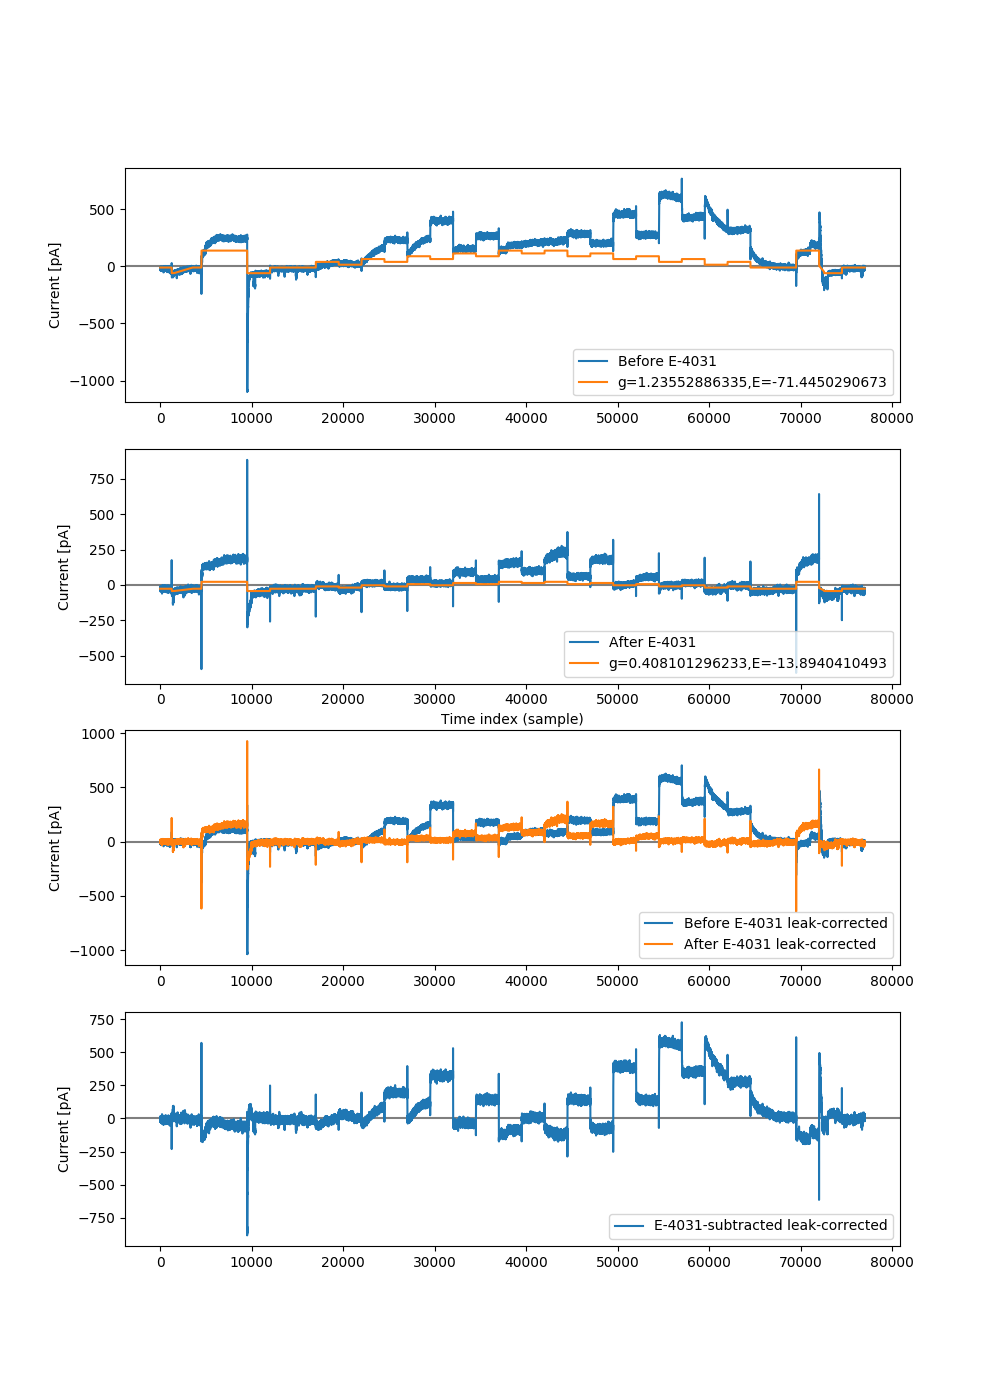 500
0
−500
−1000
Current [pA]
Before E-4031
g=1.23552886335,E=-71.4450290673
0 10000 20000 30000 40000 50000 60000 70000 80000
750
500
250
0
−250
−500
Current [pA]
After E-4031
g=0.408101296233,E=-13.8940410493
0 10000 20000 30000 40000 50000 60000 70000 80000
Time index (sample)
1000
500
0
−500
−1000
Current [pA]
Before E-4031 leak-corrected
After E-4031 leak-corrected
0 10000 20000 30000 40000 50000 60000 70000 80000
750
500
250
0
−250
−500
−750
Current [pA]
E-4031-subtracted leak-corrected
0 10000 20000 30000 40000 50000 60000 70000 80000